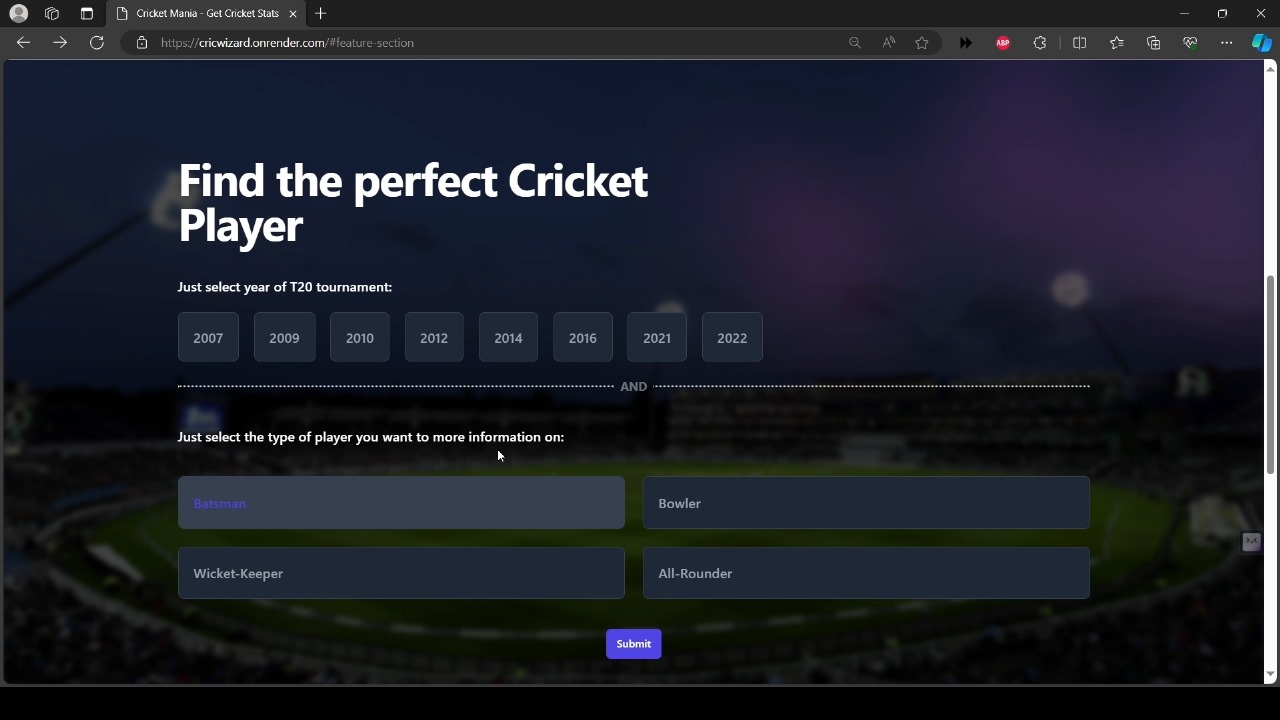 Cricket Mania - Get Cricket Stats
https://cricwizard.onrender.com/#feature-section
ABP
Find the perfect Cricket
Player
Just select year of T20 tournament:
2007 2009 2010 2012 2014 2016 2021 2022
AND
Just select the type of player you want to more information on:
Batsman Bowler
Wicket-Keeper All-Rounder
Submit